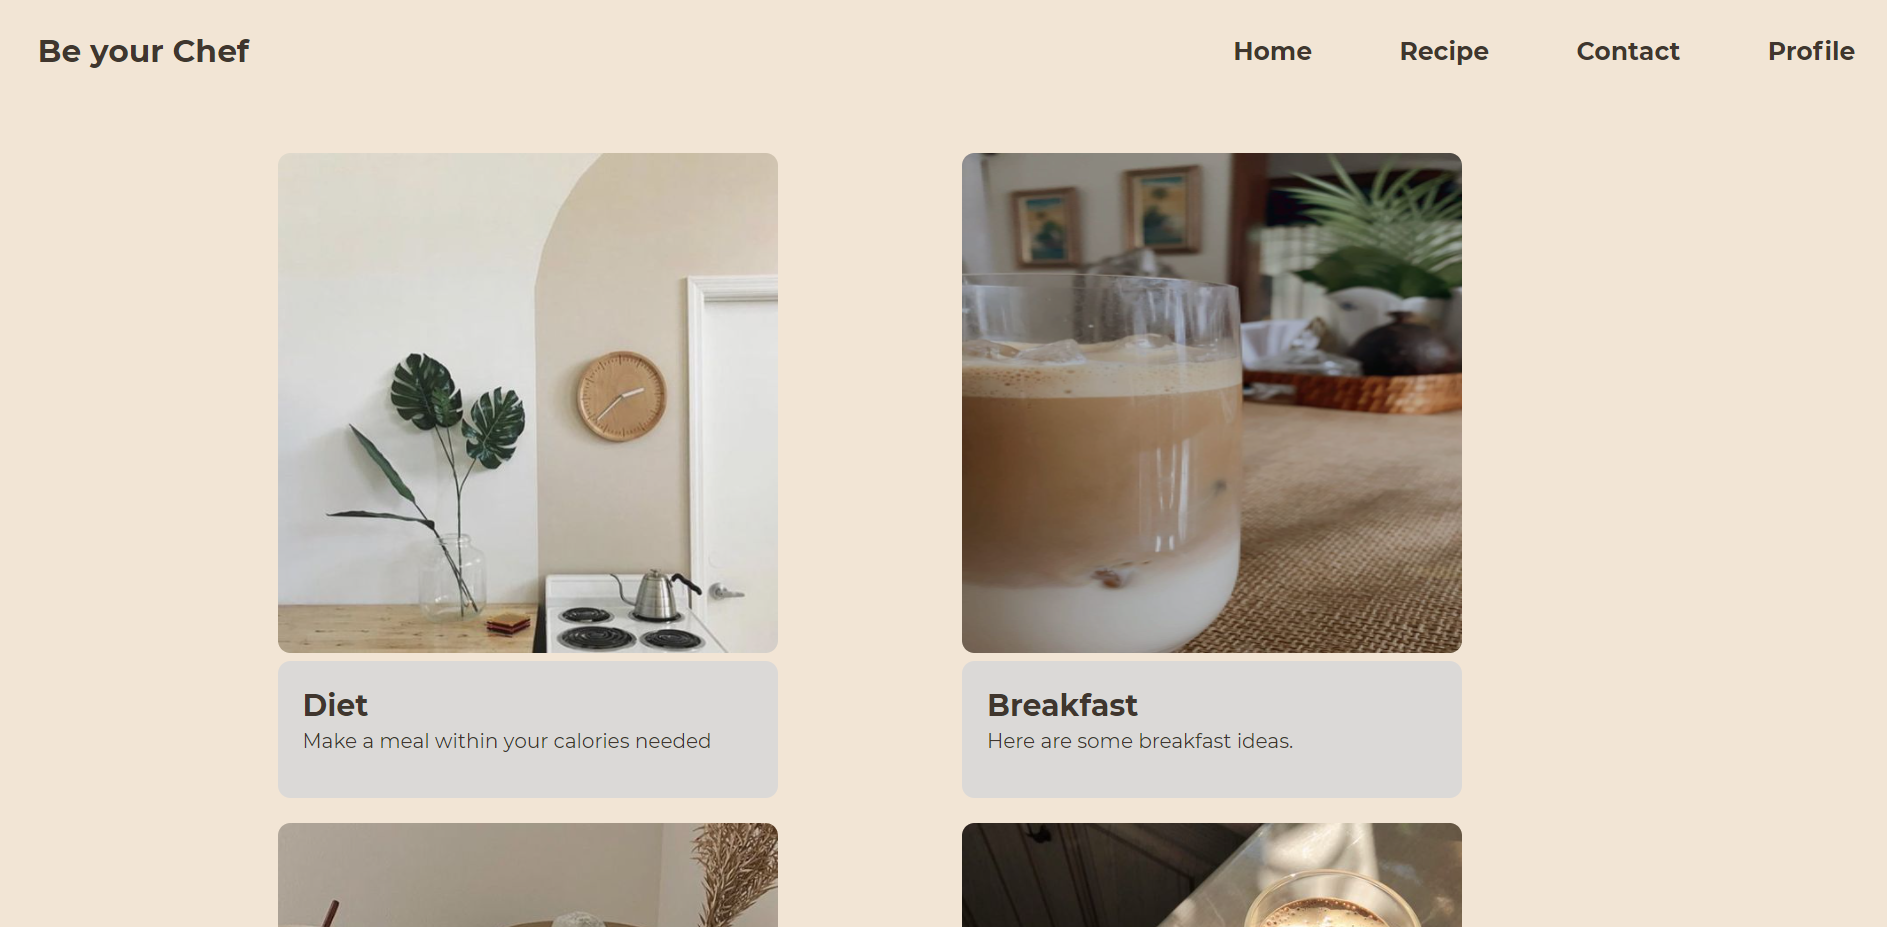 Be your Chef
Home Recipe Contact Profile
Diet
Make a meal within your calories needed
Breakfast
Here are some breakfast ideas.